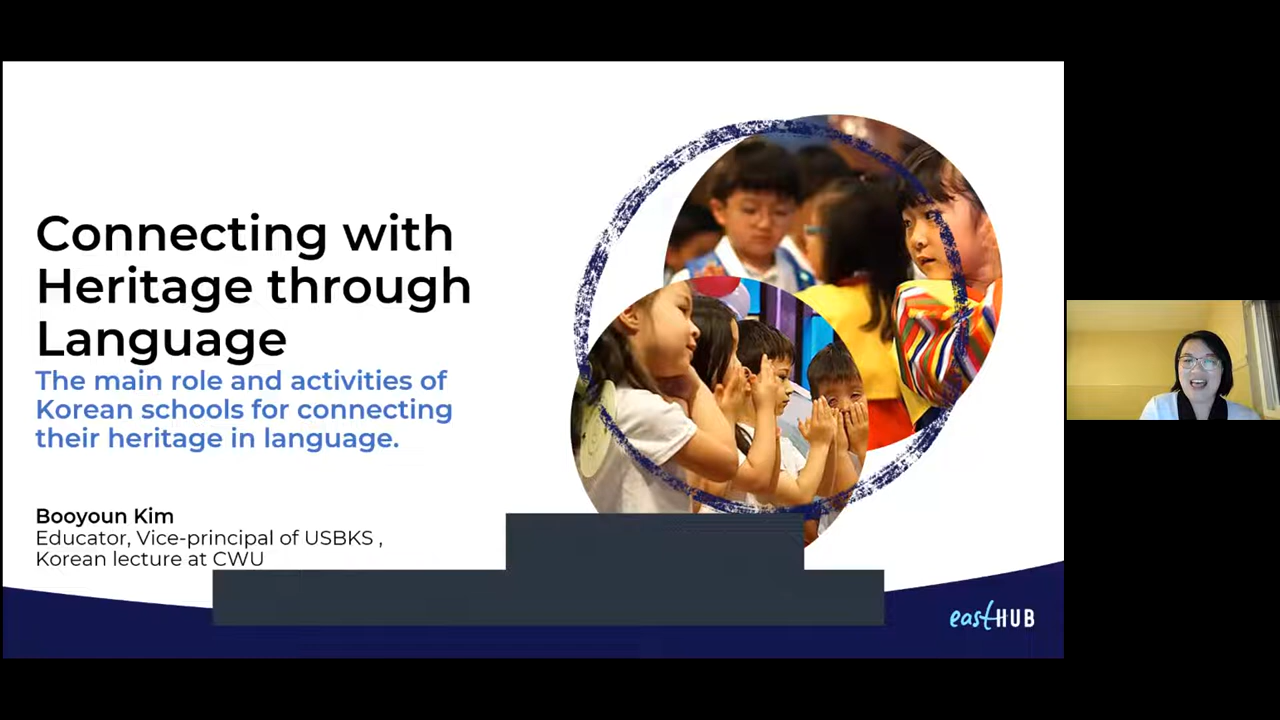 Connecting with
Heritage through
Language
The main role and activities of
Korean schools for connecting
their heritage in language.
Booyoun Kim
Educator, Vice-principal of USBKS ,
Korean lecture at CWU
eastHUB